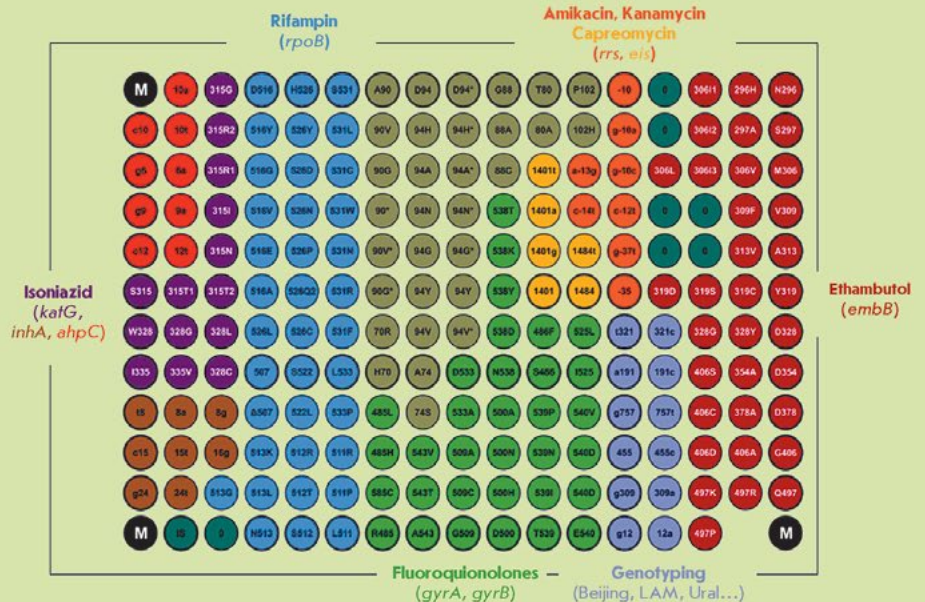 Rifampin
(rpoB)
Amikacin, Kanamycin
Capreomycin
(rrs, eis)
M 315G D516 H526 S531 A90 D94 D94* G88 T80 P102 -10 0 306I1 296H N296
c10 10t 315R2 516Y 526Y 531L 90V 94H 94H* 88A 80A 102H g-10a 0 306I2 297A S297
6a 315R1 516G 526D 531C 90G 94A 94A* 88C 1401t a-13g g-10c 306L 306I3 306V M306
g9 9a 315I 516V 526N 531W 90* 94N 94N* 538T 1401a c-14t c-12t 0 0 309F V309
c12 12t 315N 516E 526P 531N 90V* 94G 94G* 538K 1401g 1484t g-37t 0 0 313V A313
S315 315T1 315T2 516A 526Q2 531R 90G* 94Y 94Y 538Y 1401 1484 -35 319D 319S 319C Y319
W328 328G 328L 526L 526C 531F 70R 94V 94V* 538D 486F 525L t321 321c 328G 328Y D328
I335 335V 328C 507 S522 L533 H70 A74 D533 N538 S486 I525 a191 191c 406S 354A D354
t8 8a 8g 522L 533P 485L 74S 533A 500A 539P 540V g757 757t 406C 378A D378
c15 15t 513K 512R 511R 485H 543V 509A 500N 539N 540D 455 455c 406D 406A G406
g24 24t 513G 513L 512T 511P 585C 543T 509C 500H 539I 540D g309 309a 497K 497R Q497
M IS 0 N513 S512 L511 R485 A543 G509 D500 T539 E540 g12 12a 497P M
Isoniazid
(katG,
inhA, ahpC)
Ethambutol
(embB)
Fluoroquionolones
(gyrA, gyrB)
Genotyping
(Beijing, LAM, Ural...)